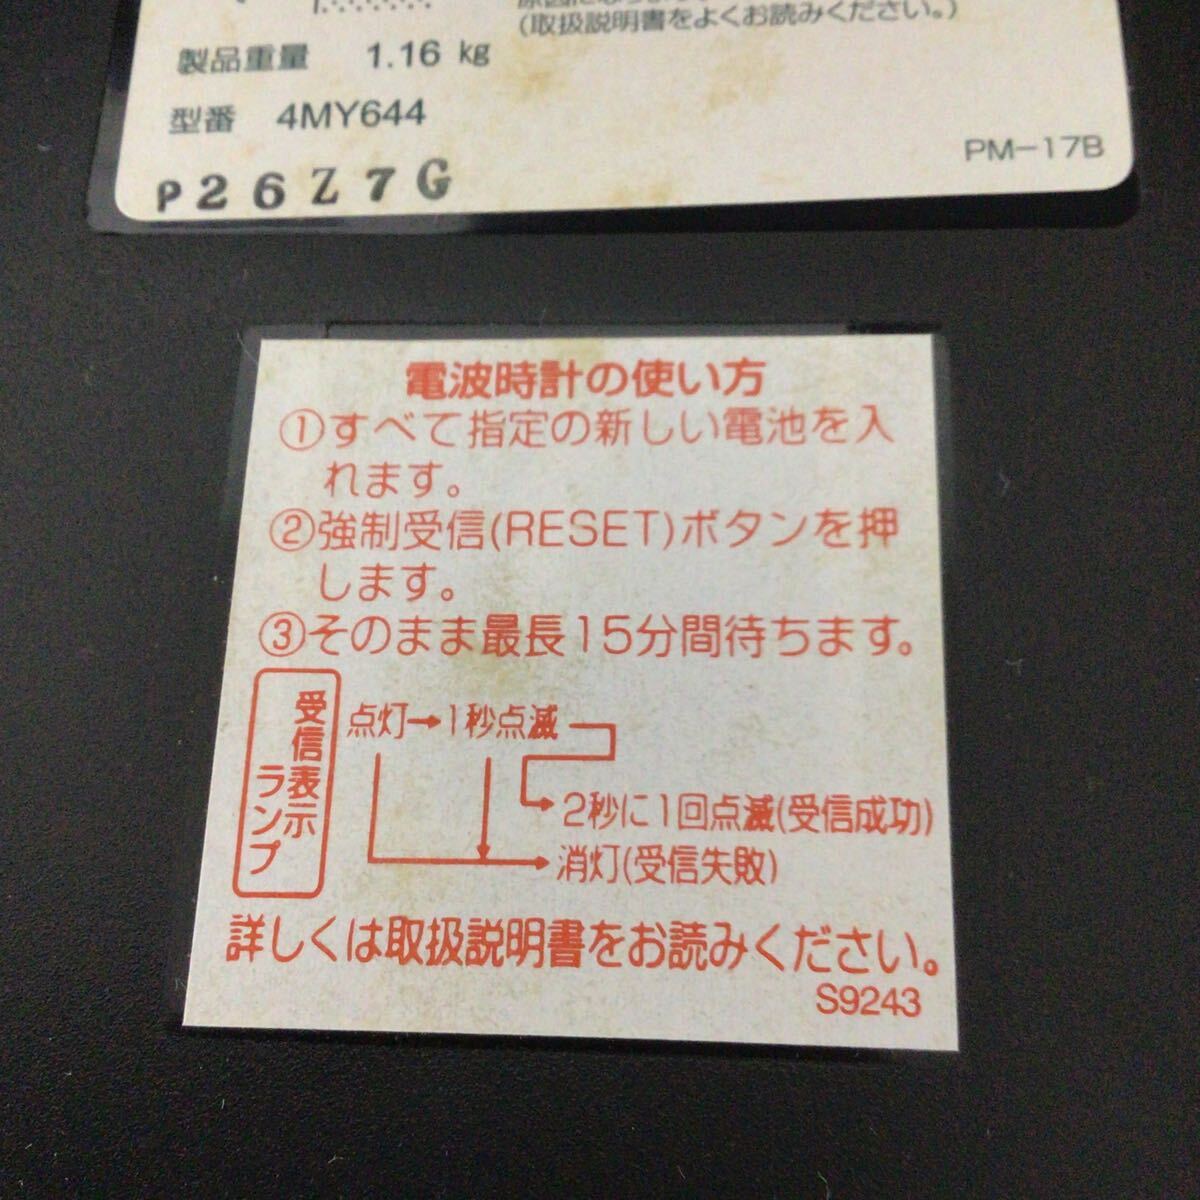 (取扱説明書をよくお読みください。)
製品重量 1.16 kg
型番 4MY644
PM-17B
P26Z7G
電波時計の使い方
①すべて指定の新しい電池を入
れます。
②強制受信(RESET)ボタンを押
します。
③そのまま最長15分間待ちます。
受信表示
ランプ
点灯→1秒点滅
2秒に1回点滅(受信成功)
消灯(受信失敗)
詳しくは取扱説明書をお読みください。
S9243